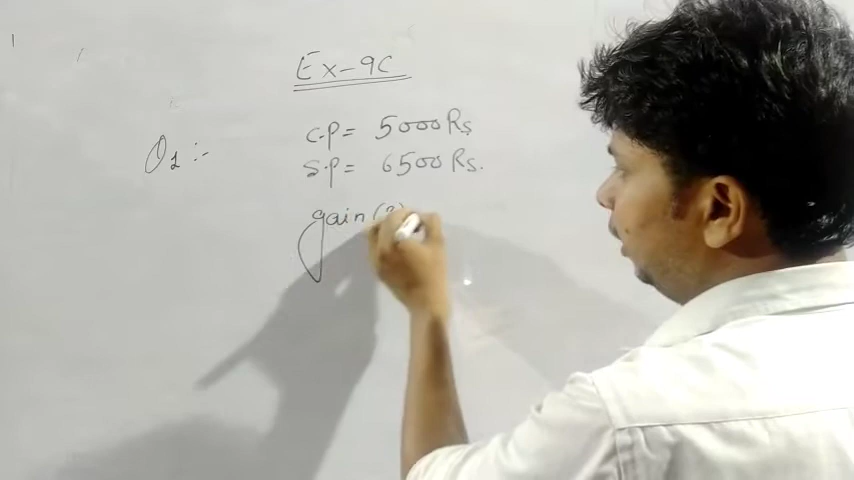 Ex-9C
Q1 :-
C.P = 5000 Rs
S.P = 6500 Rs.
gain (?)